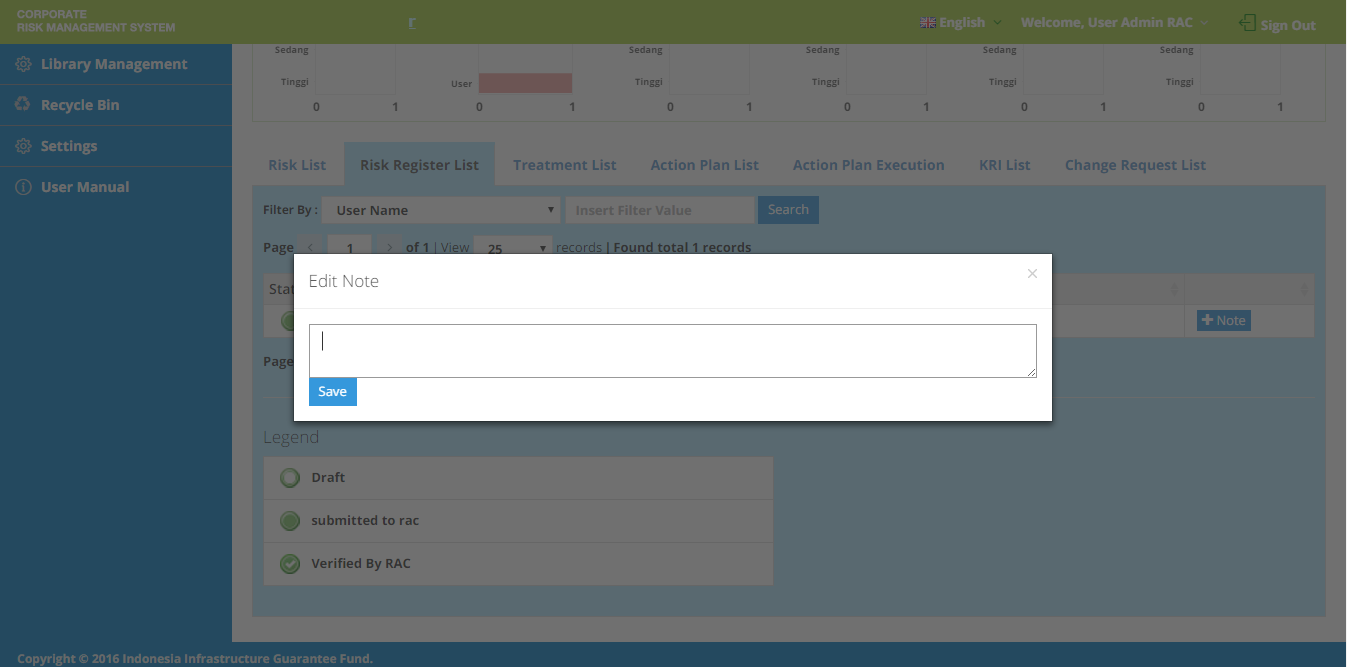 CORPORATE
RISK MANAGEMENT SYSTEM
r
English
Welcome, User Admin RAC
Sign Out
Library Management
Recycle Bin
Settings
User Manual
Sedang Sedang Sedang Sedang Sedang
Tinggi User Tinggi Tinggi Tinggi Tinggi
0 1 0 1 0 1 0 1 0 1 0 1
Risk List Risk Register List Treatment List Action Plan List Action Plan Execution KRI List Change Request List
Filter By : User Name Insert Filter Value Search
Page < 1 > of 1 | View 25 records | Found total 1 records
Edit Note ×
Stat
+ Note
Page
Save
Legend
Draft
submitted to rac
Verified By RAC
Copyright © 2016 Indonesia Infrastructure Guarantee Fund.